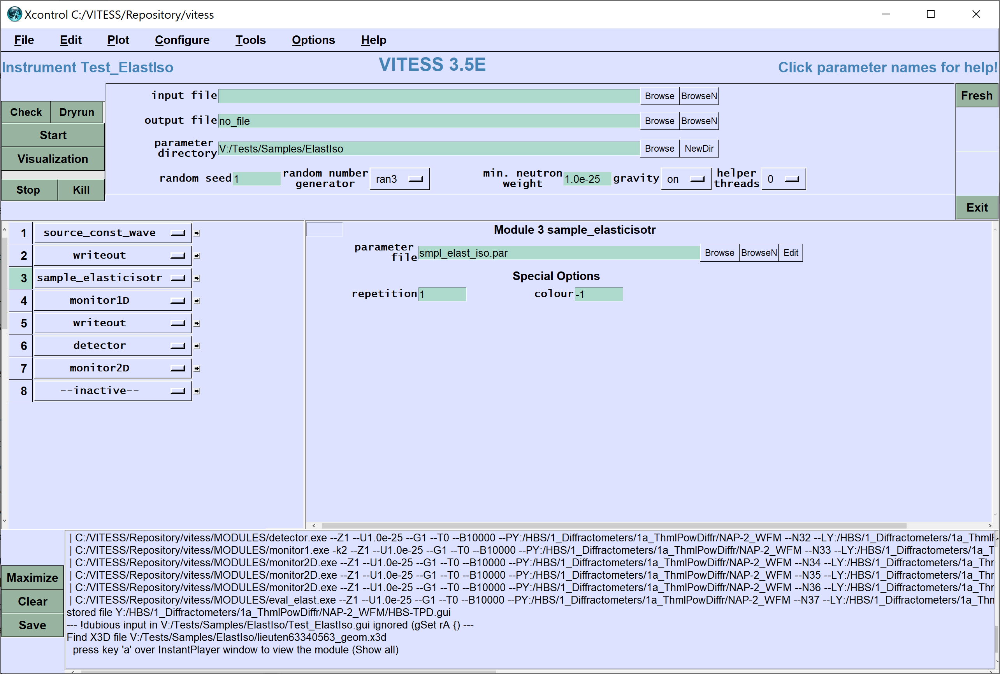 Xcontrol C:/VITESS/Repository/vitess
File Edit Plot Configure Tools Options Help
Instrument Test_ElastIso
VITESS 3.5E
Click parameter names for help!
input file Browse BrowseN
Fresh
Check Dryrun
output file no_file Browse BrowseN
Start
parameter directory V:/Tests/Samples/ElastIso Browse NewDir
Visualization
random seed 1 random number generator ran3 min. neutron weight 1.0e-25 gravity on helper threads 0
Stop Kill
Exit
1 source_const_wave
2 writeout
3 sample_elasticisotr
4 monitor1D
5 writeout
6 detector
7 monitor2D
8 --inactive--
Module 3 sample_elasticisotr
parameter file smpl_elast_iso.par Browse BrowseN Edit
Special Options
repetition 1 colour -1
Maximize
Clear
Save
| C:/VITESS/Repository/vitess/MODULES/detector.exe --Z1 --U1.0e-25 --G1 --T0 --B10000 --PY:/HBS/1_Diffractometers/1a_ThmlPowDiffr/NAP-2_WFM --N32 --LY:/HBS/1_Diffractometers/1a_ThmlF
| C:/VITESS/Repository/vitess/MODULES/monitor1.exe -k2 --Z1 --U1.0e-25 --G1 --T0 --B10000 --PY:/HBS/1_Diffractometers/1a_ThmlPowDiffr/NAP-2_WFM --N33 --LY:/HBS/1_Diffractometers/1a_T
| C:/VITESS/Repository/vitess/MODULES/monitor2D.exe --Z1 --U1.0e-25 --G1 --T0 --B10000 --PY:/HBS/1_Diffractometers/1a_ThmlPowDiffr/NAP-2_WFM --N34 --LY:/HBS/1_Diffractometers/1a_Thr
| C:/VITESS/Repository/vitess/MODULES/monitor2D.exe --Z1 --U1.0e-25 --G1 --T0 --B10000 --PY:/HBS/1_Diffractometers/1a_ThmlPowDiffr/NAP-2_WFM --N35 --LY:/HBS/1_Diffractometers/1a_Thr
| C:/VITESS/Repository/vitess/MODULES/monitor2D.exe --Z1 --U1.0e-25 --G1 --T0 --B10000 --PY:/HBS/1_Diffractometers/1a_ThmlPowDiffr/NAP-2_WFM --N36 --LY:/HBS/1_Diffractometers/1a_Thr
| C:/VITESS/Repository/vitess/MODULES/eval_elast.exe --Z1 --U1.0e-25 --G1 --T0 --B10000 --PY:/HBS/1_Diffractometers/1a_ThmlPowDiffr/NAP-2_WFM --N37 --LY:/HBS/1_Diffractometers/1a_Thm
stored file Y:/HBS/1_Diffractometers/1a_ThmlPowDiffr/NAP-2_WFM/HBS-TPD.gui
--- !dubious input in V:/Tests/Samples/ElastIso/Test_ElastIso.gui ignored (gSet rA {) ---
Find X3D file V:/Tests/Samples/ElastIso/lieuten63340563_geom.x3d
press key 'a' over InstantPlayer window to view the module (Show all)